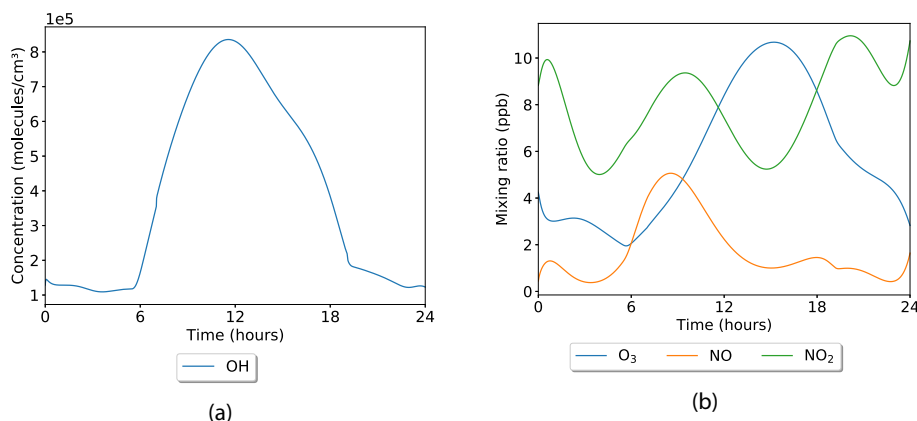 1e5
Concentration (molecules/cm³)
8
7
6
5
4
3
2
1
0 6 12 18 24
Time (hours)
OH
(a)
Mixing ratio (ppb)
10
8
6
4
2
0
0 6 12 18 24
Time (hours)
O₃ NO NO₂
(b)